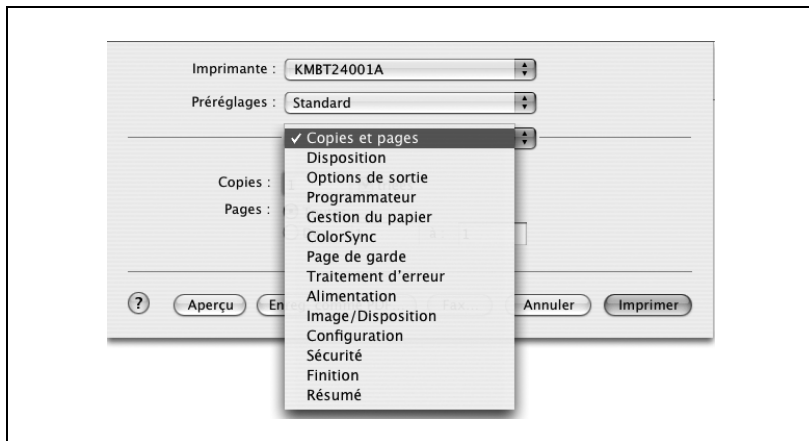 Imprimante : KMBT24001A
Préréglages : Standard
✓ Copies et pages
Disposition
Options de sortie
Programmateur
Gestion du papier
ColorSync
Page de garde
Traitement d'erreur
Alimentation
Image/Disposition
Configuration
Sécurité
Finition
Résumé
Copies :
Pages :
? Aperçu Fax Annuler Imprimer